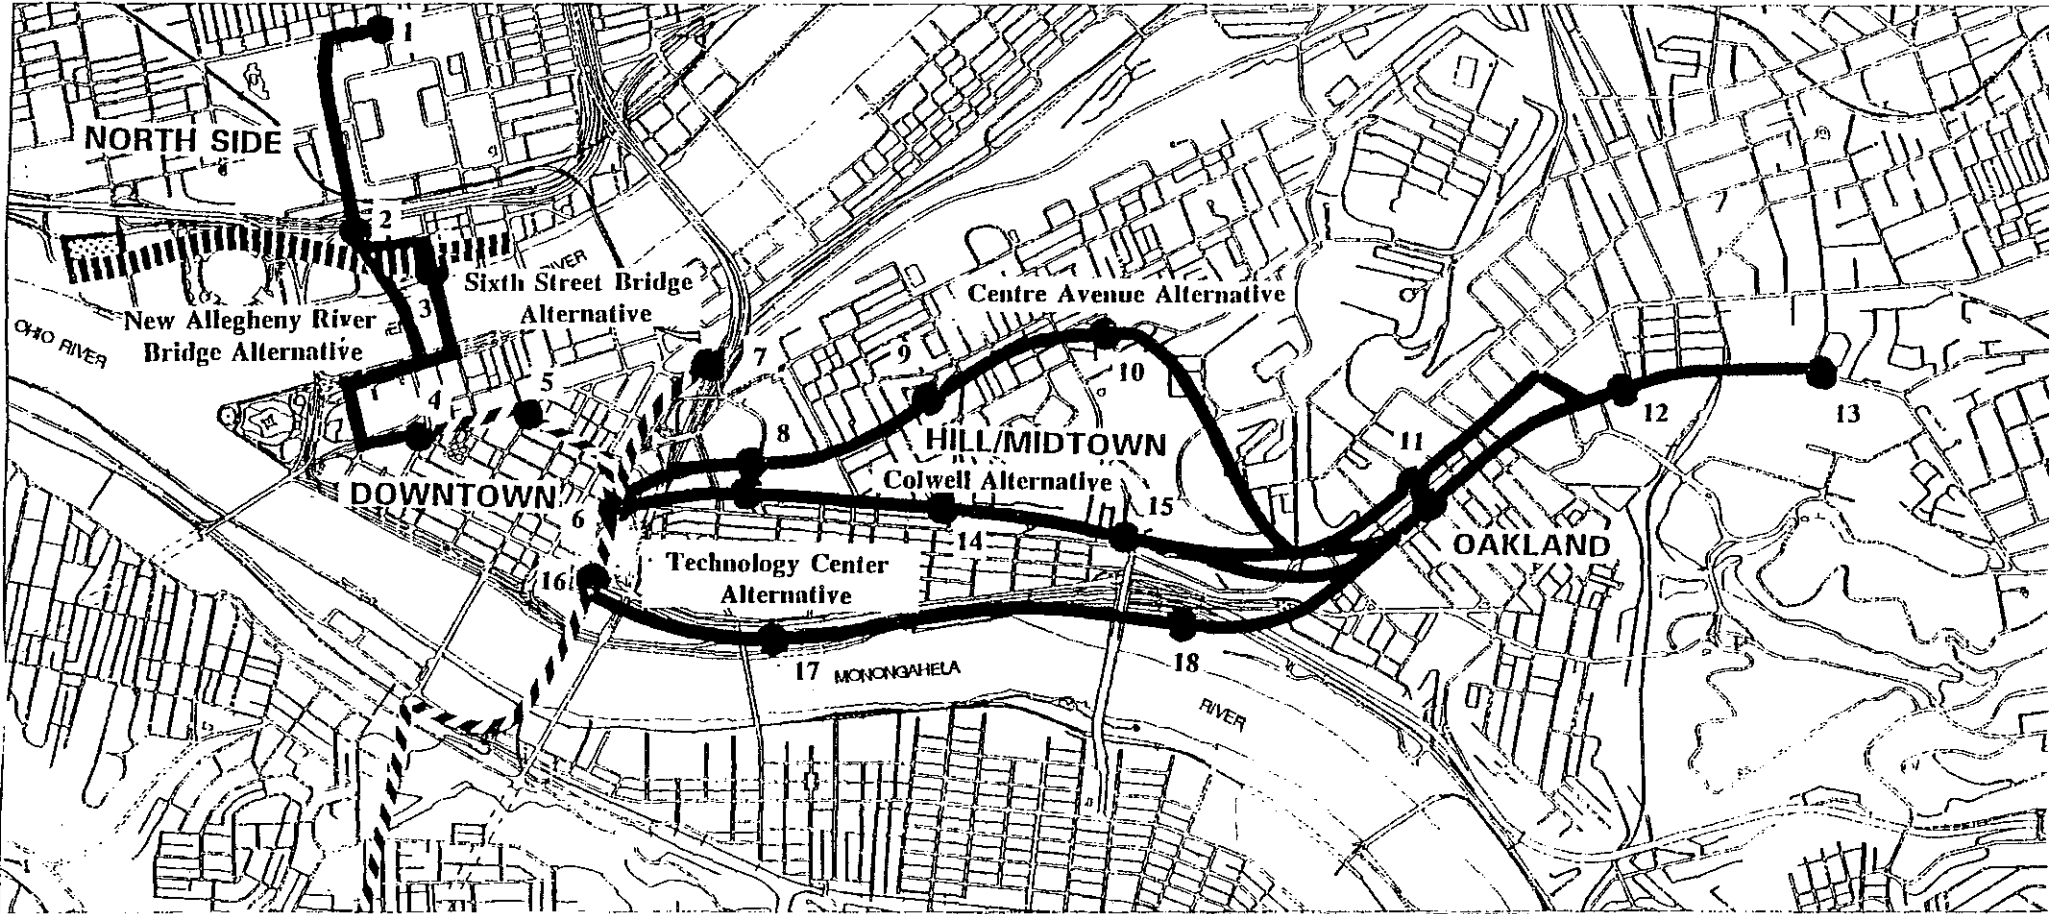 1
NORTH SIDE
2
RIVER
Sixth Street Bridge
Alternative
3
New Allegheny River
Bridge Alternative
OHIO RIVER
Centre Avenue Alternative
7
9
10
5
4
8
HILL/MIDTOWN
Colwell Alternative
11
12
13
DOWNTOWN
6
14
15
OAKLAND
16
Technology Center
Alternative
17
MONONGAHELA
18
RIVER